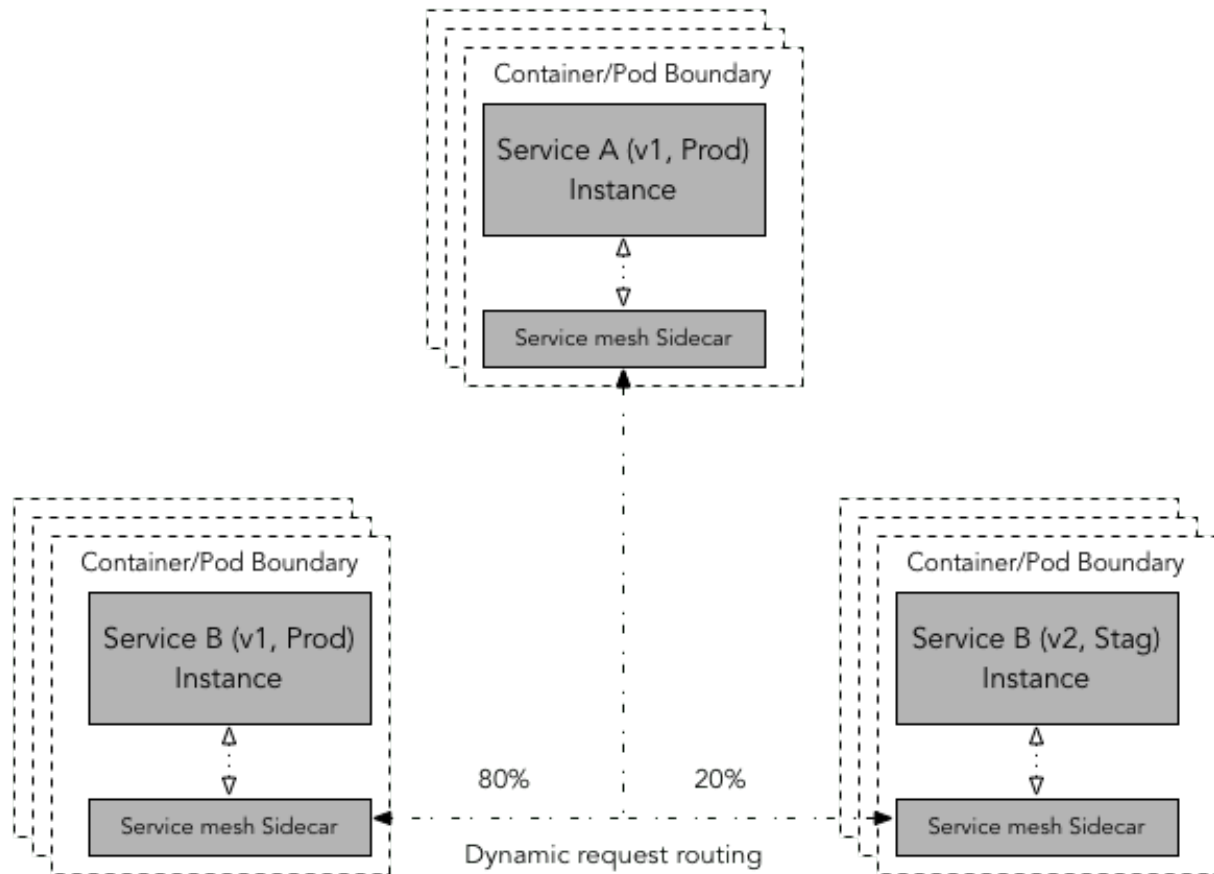 Container/Pod Boundary
Service A (v1, Prod)
Instance
Service mesh Sidecar
Container/Pod Boundary
Service B (v1, Prod)
Instance
Service mesh Sidecar
Container/Pod Boundary
Service B (v2, Stag)
Instance
Service mesh Sidecar
80%
20%
Dynamic request routing